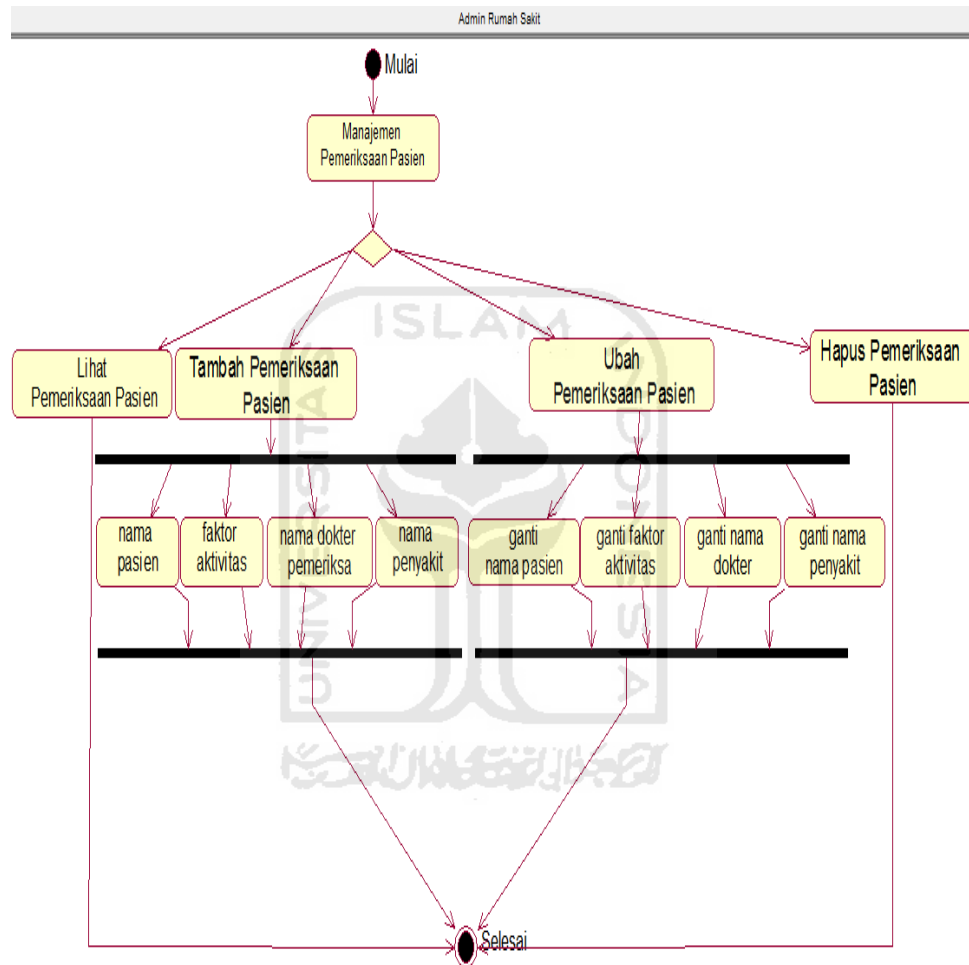 Admin Rumah Sakit
Mulai
Manajemen
Pemeriksaan Pasien
Lihat
Pemeriksaan Pasien
Tambah Pemeriksaan
Pasien
Ubah
Pemeriksaan Pasien
Hapus Pemeriksaan
Pasien
nama
pasien
faktor
aktivitas
nama dokter
pemeriksa
nama
penyakit
ganti
nama pasien
ganti faktor
aktivitas
ganti nama
dokter
ganti nama
penyakit
Selesai
UNIVERSITAS
ISLAM
INDONESIA